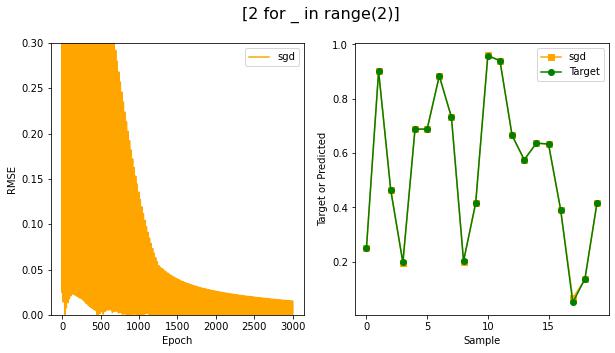 [2 for _ in range(2)]
0.30
0.25
0.20
0.15
0.10
0.05
0.00
RMSE
0
500
1000
1500
2000
2500
3000
Epoch
sgd
1.0
0.8
0.6
0.4
0.2
Target or Predicted
0
5
10
15
Sample
sgd
Target